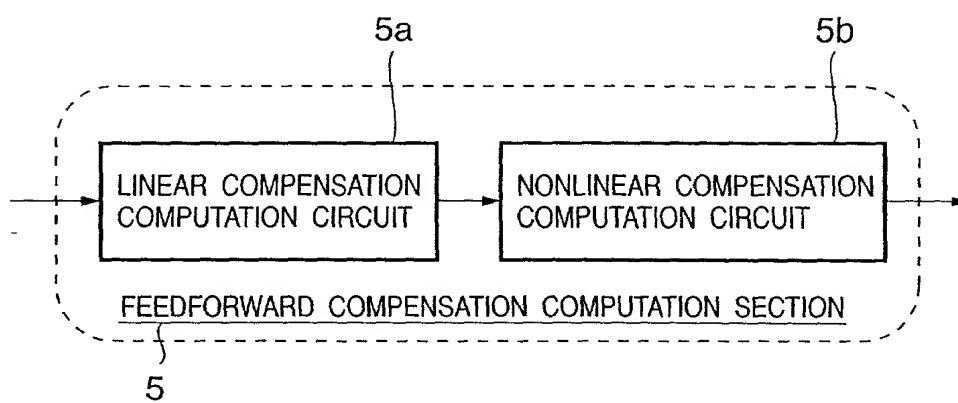 5a
5b
LINEAR COMPENSATION
COMPUTATION CIRCUIT
NONLINEAR COMPENSATION
COMPUTATION CIRCUIT
FEEDFORWARD COMPENSATION COMPUTATION SECTION
5